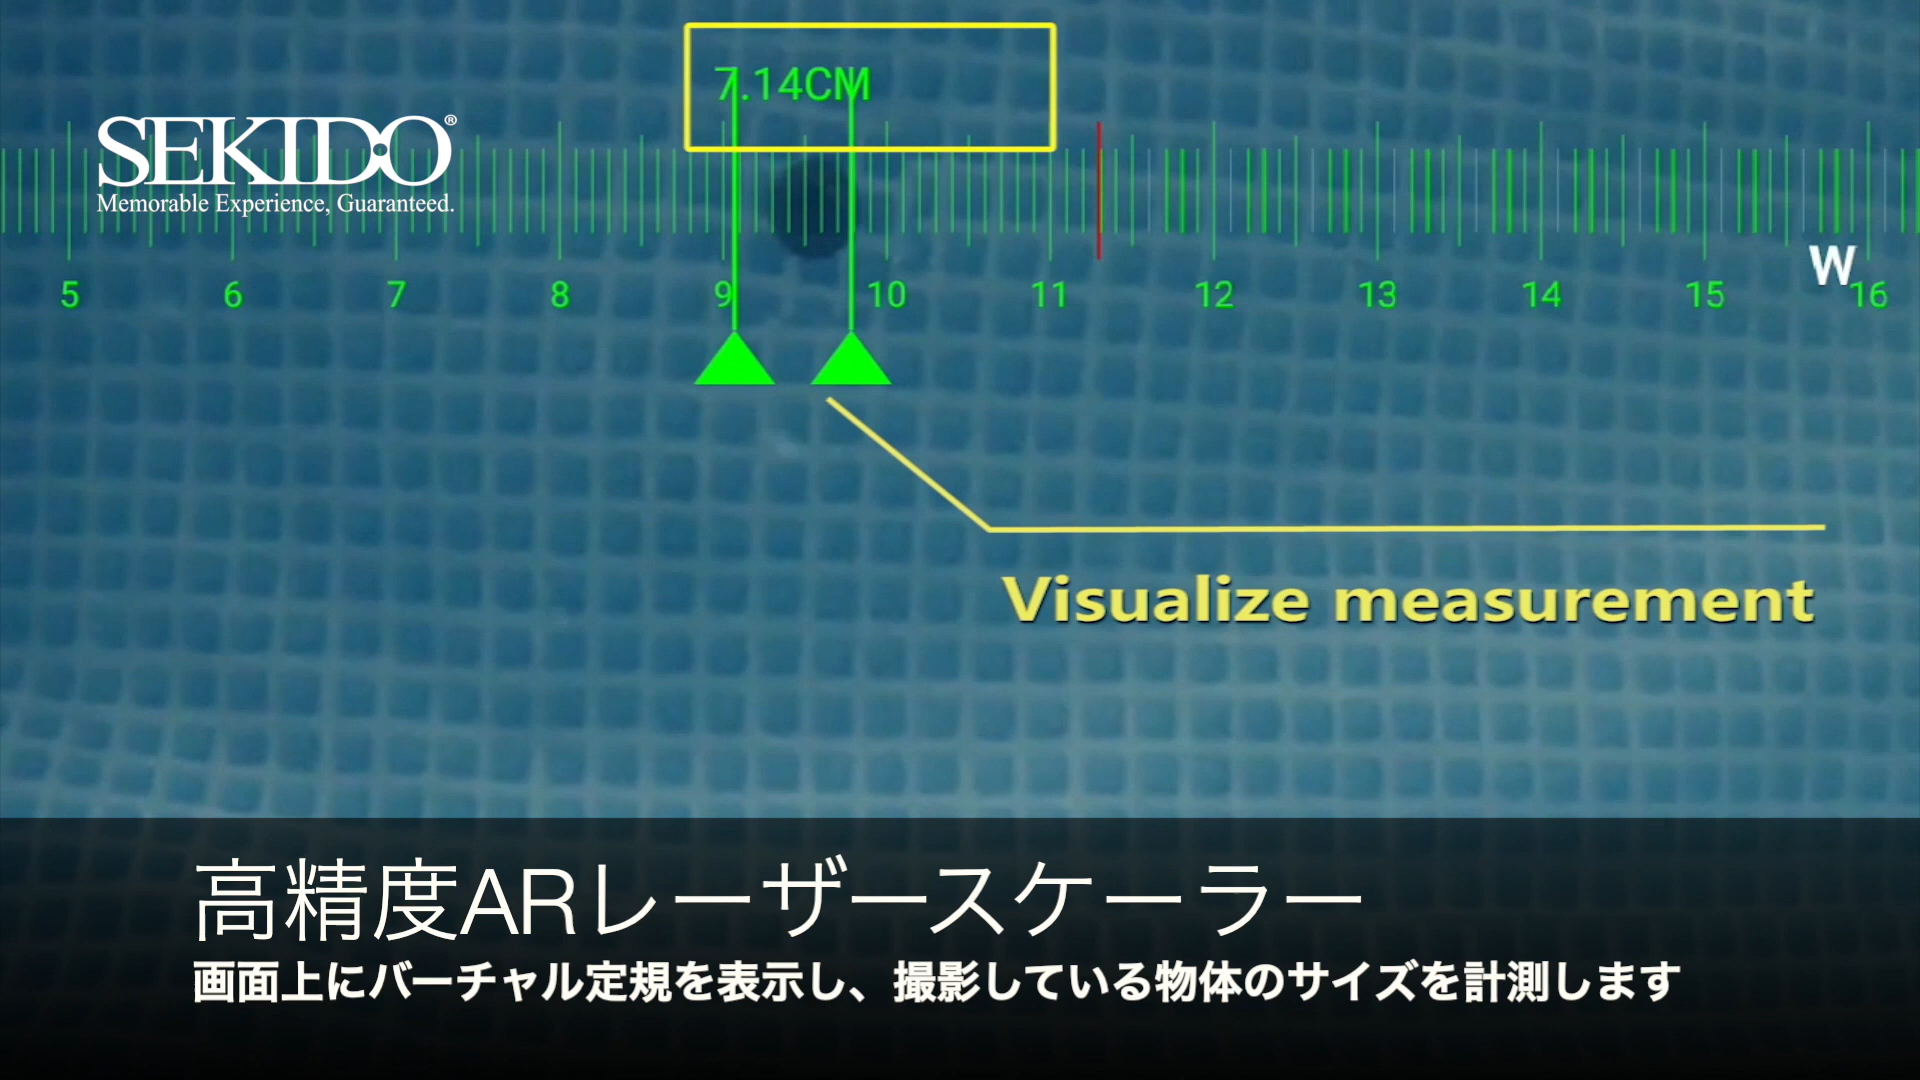 7.14CM
SEKIDO®
Memorable Experience, Guaranteed.
5 6 7 8 9 10 11 12 13 14 15 16
W
Visualize measurement
高精度ARレーザースケーラー
画面上にバーチャル定規を表示し、撮影している物体のサイズを計測します